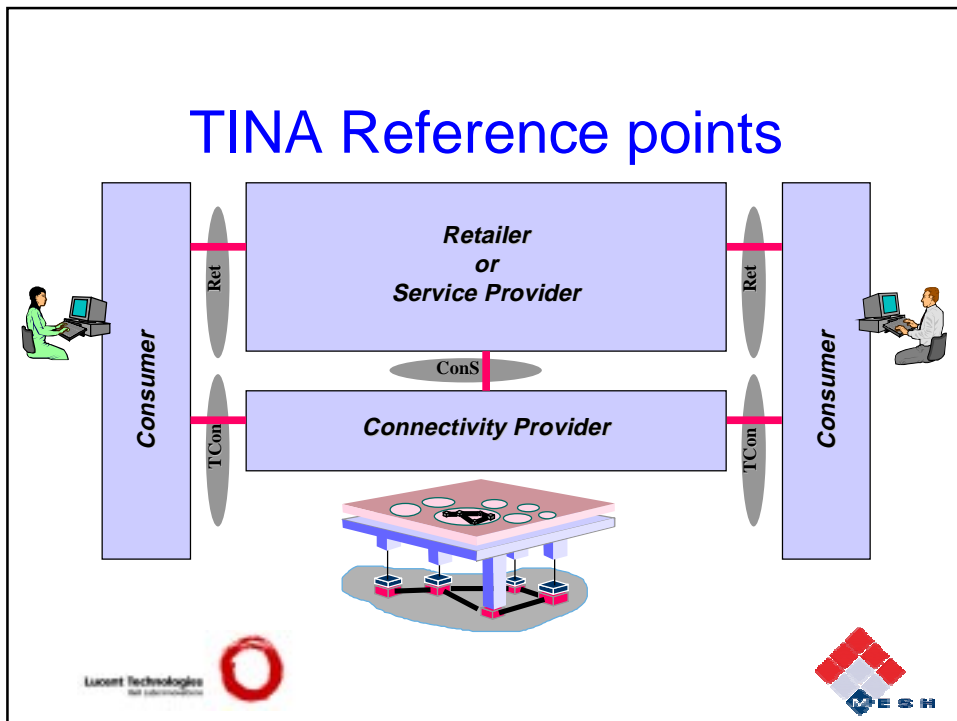 TINA Reference points
Retailer
or
Service Provider
Ret
Ret
ConS
Consumer
Consumer
Connectivity Provider
TCon
TCon
Lucent Technologies
Bell Labs Innovations
MESH